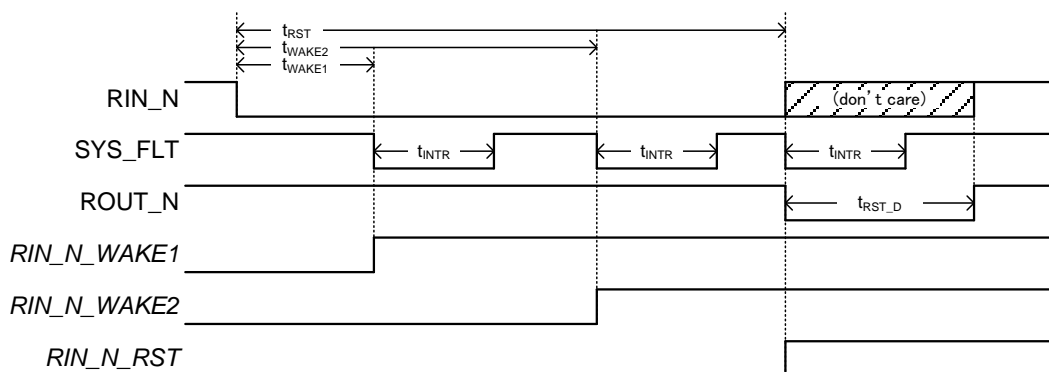 tRST
tWAKE2
tWAKE1
RIN_N
(don't care)
SYS_FLT
tINTR
tINTR
tINTR
ROUT_N
tRST_D
RIN_N_WAKE1
RIN_N_WAKE2
RIN_N_RST